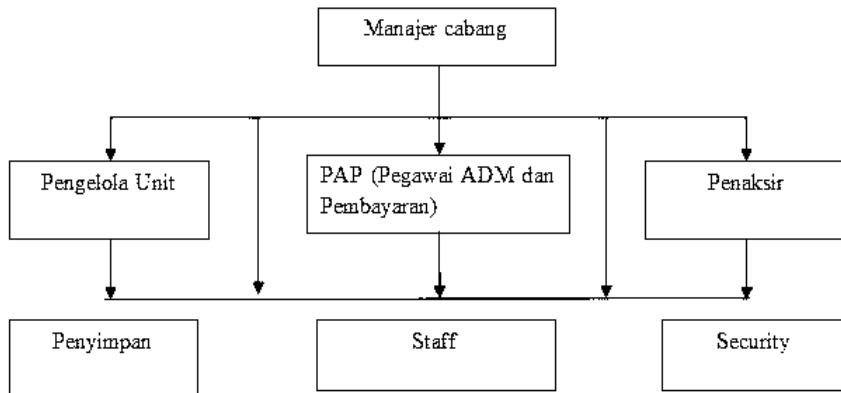 Manajer cabang
Pengelola Unit
PAP (Pegawai ADM dan
Pembayaran)
Penaksir
Penyimpan
Staff
Security